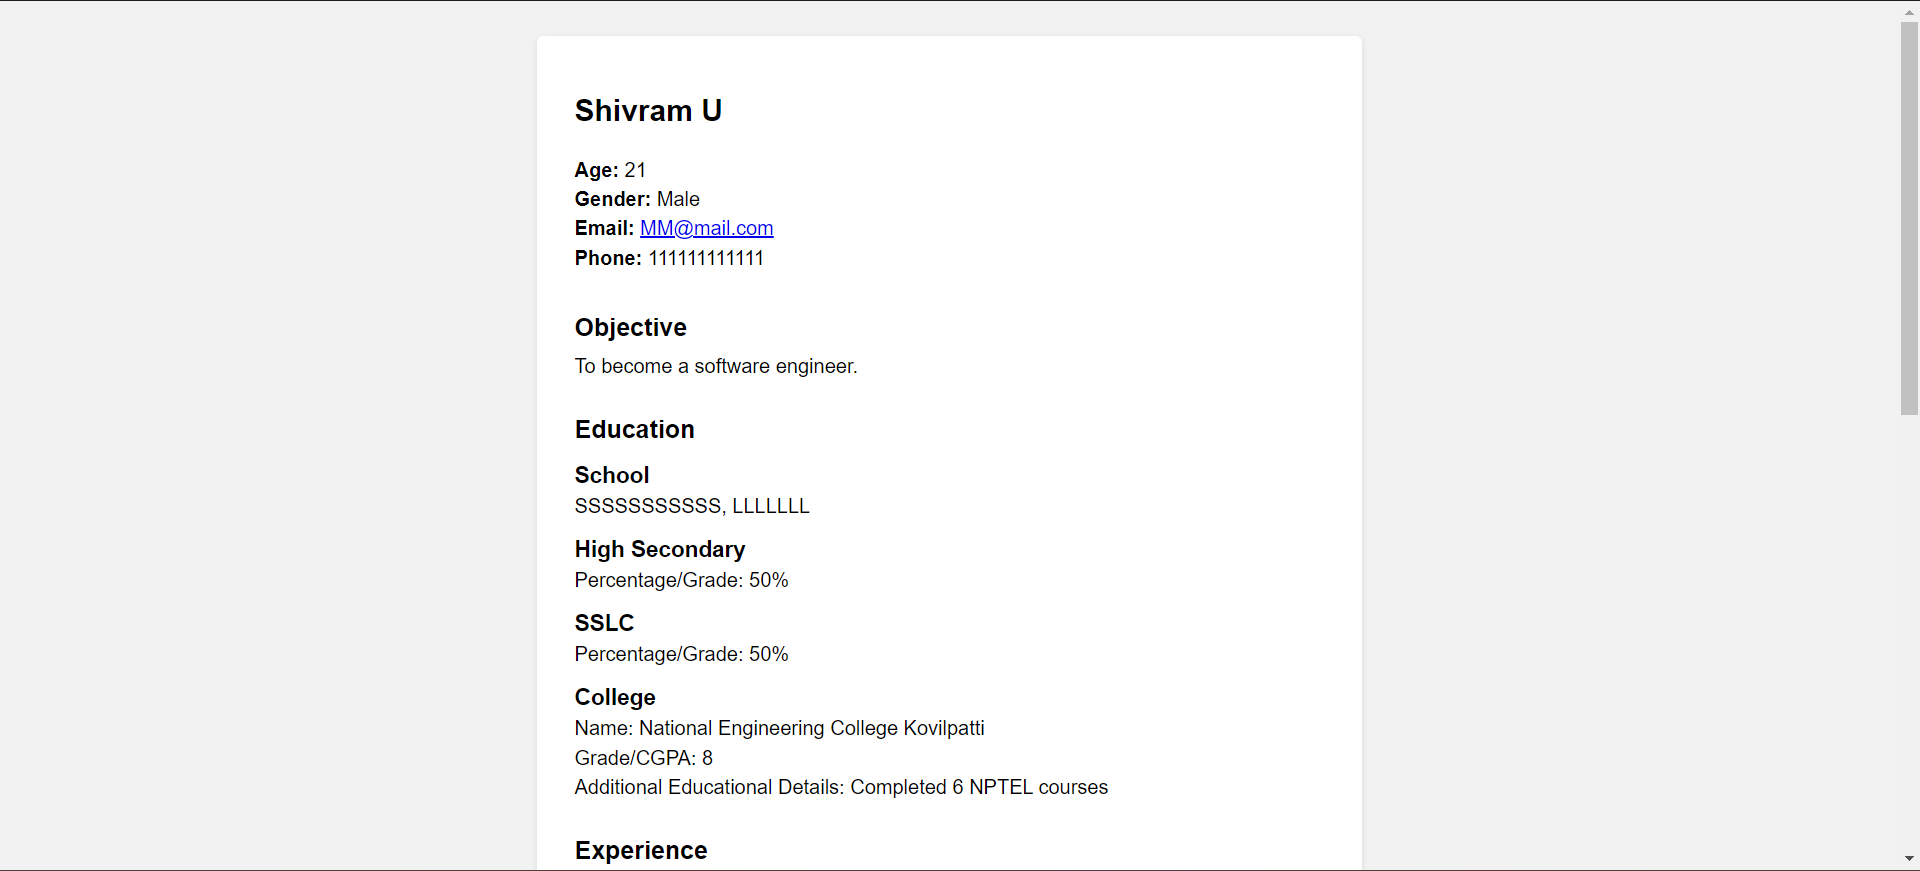 Shivram U
Age: 21
Gender: Male
Email: MM@mail.com
Phone: 111111111111
Objective
To become a software engineer.
Education
School
SSSSSSSSSSS, LLLLLLL
High Secondary
Percentage/Grade: 50%
SSLC
Percentage/Grade: 50%
College
Name: National Engineering College Kovilpatti
Grade/CGPA: 8
Additional Educational Details: Completed 6 NPTEL courses
Experience